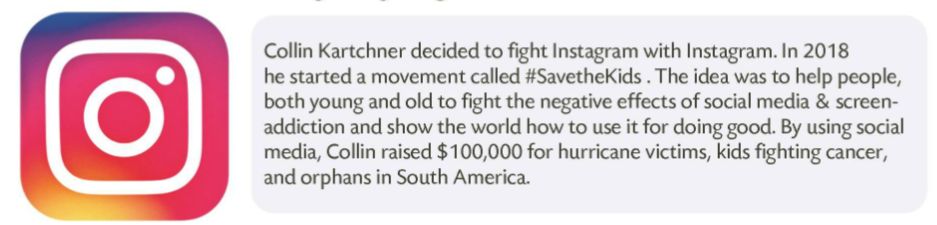 Collin Kartchner decided to fight Instagram with Instagram. In 2018
he started a movement called #SavetheKids . The idea was to help people,
both young and old to fight the negative effects of social media & screen-
addiction and show the world how to use it for doing good. By using social
media, Collin raised $100,000 for hurricane victims, kids fighting cancer,
and orphans in South America.